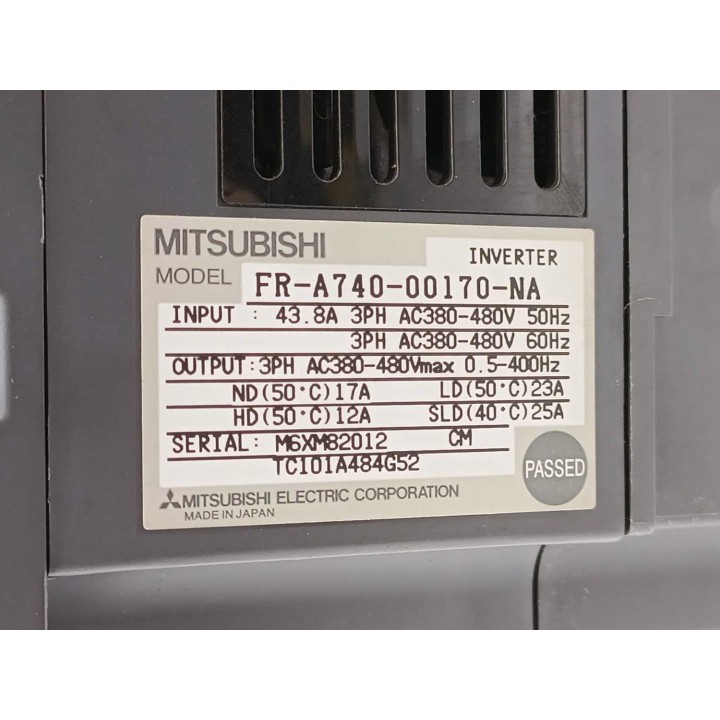 MITSUBISHI
INVERTER
MODEL FR-A740-00170-NA
INPUT : 43.8A 3PH AC380-480V 50Hz
3PH AC380-480V 60Hz
OUTPUT:3PH AC380-480Vmax 0.5-400Hz
ND(50°C)17A LD(50°C)23A
HD(50°C)12A SLD(40°C)25A
SERIAL: M6XM82012 CM
TC101A484G52
PASSED
MITSUBISHI ELECTRIC CORPORATION
MADE IN JAPAN